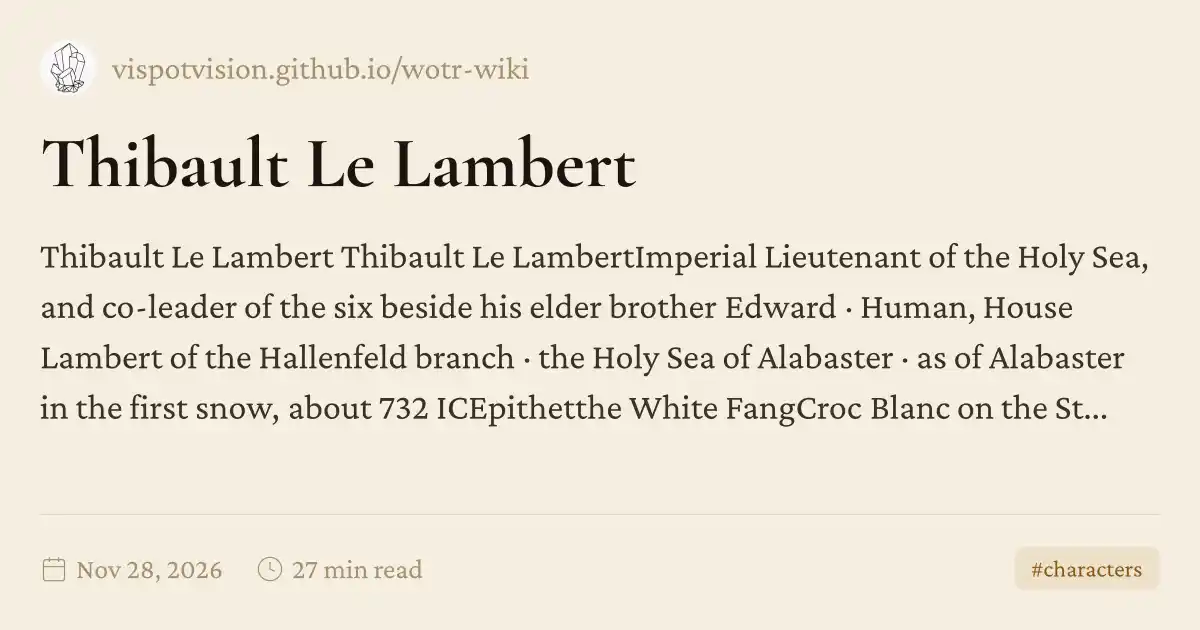 vispotvision.github.io/wotr-wiki
Thibault Le Lambert
Thibault Le Lambert Thibault Le LambertImperial Lieutenant of the Holy Sea,
and co-leader of the six beside his elder brother Edward · Human, House
Lambert of the Hallenfeld branch · the Holy Sea of Alabaster · as of Alabaster
in the first snow, about 732 ICEpithetthe White FangCroc Blanc on the St...
Nov 28, 2026
27 min read
#characters